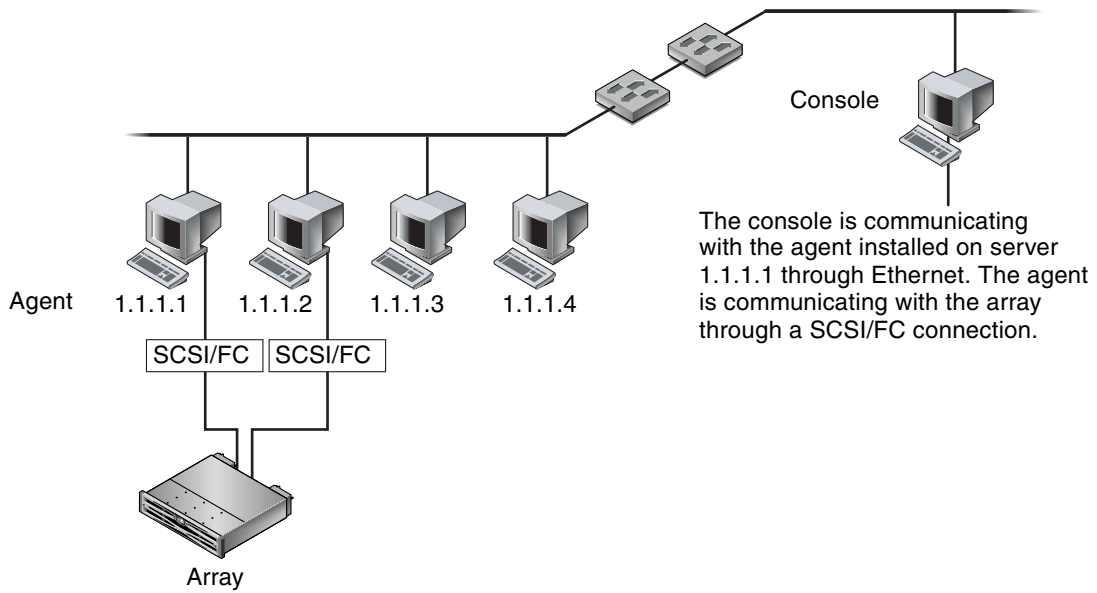 Console
The console is communicating
with the agent installed on server
1.1.1.1 through Ethernet. The agent
is communicating with the array
through a SCSI/FC connection.
Agent
1.1.1.1
1.1.1.2
1.1.1.3
1.1.1.4
SCSI/FC
SCSI/FC
Array